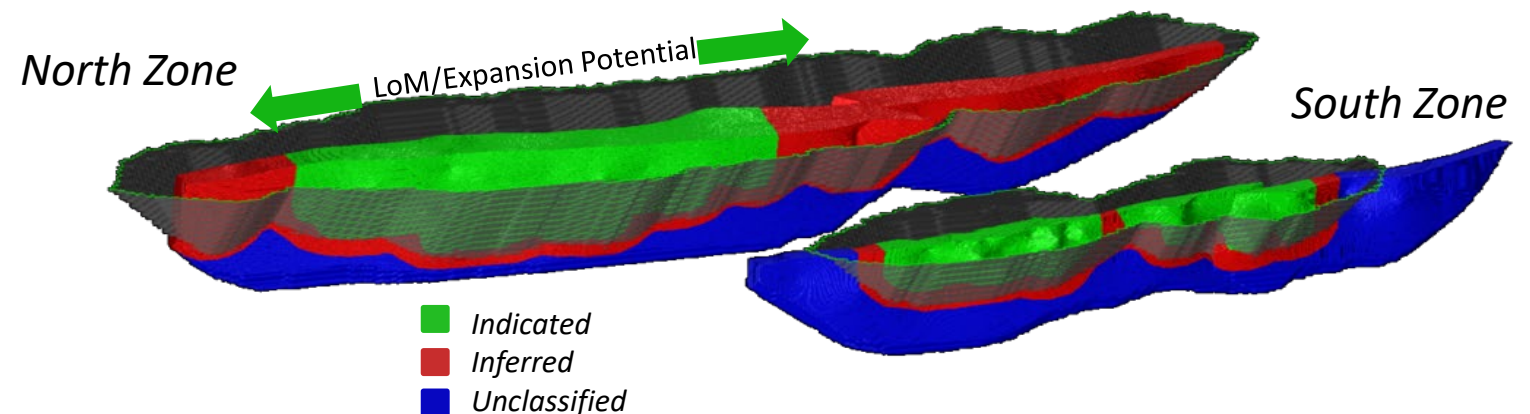 North Zone
LoM/Expansion Potential
South Zone
Indicated
Inferred
Unclassified